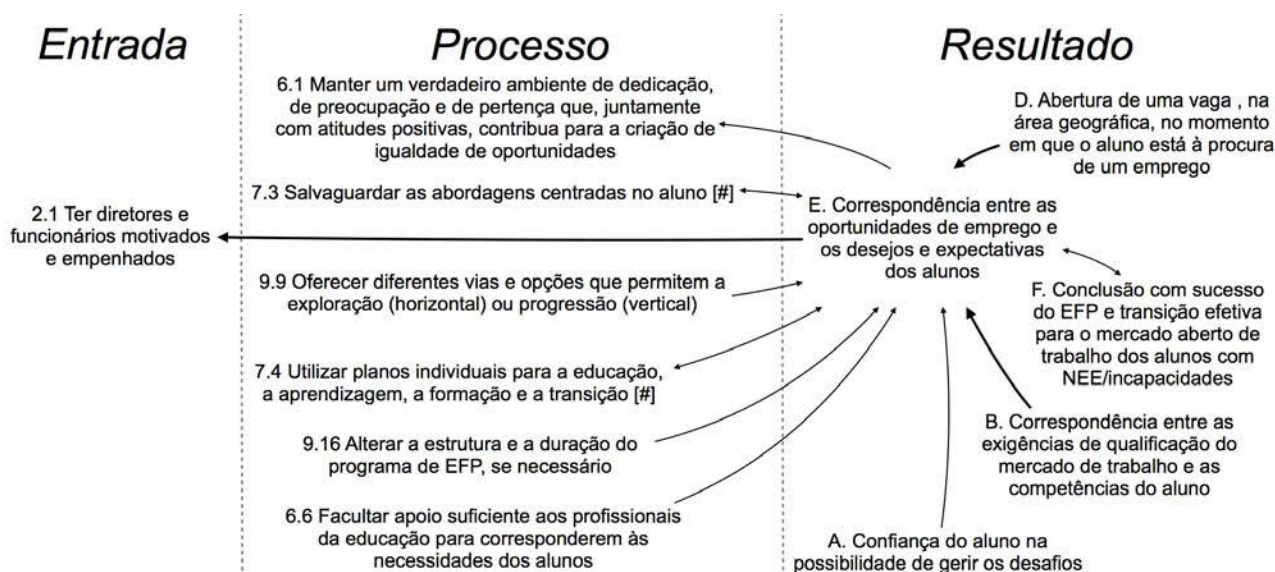 Entrada
Processo
Resultado
6.1 Manter um verdadeiro ambiente de dedicação,
de preocupação e de pertença que, juntamente
com atitudes positivas, contribua para a criação de
igualdade de oportunidades
7.3 Salvaguardar as abordagens centradas no aluno [#]
2.1 Ter diretores e
funcionários motivados
e empenhados
9.9 Oferecer diferentes vias e opções que permitem a
exploração (horizontal) ou progressão (vertical)
7.4 Utilizar planos individuais para a educação,
a aprendizagem, a formação e a transição [#]
9.16 Alterar a estrutura e a duração do
programa de EFP, se necessário
6.6 Facultar apoio suficiente aos profissionais
da educação para corresponderem às
necessidades dos alunos
D. Abertura de uma vaga , na
área geográfica, no momento
em que o aluno está à procura
de um emprego
E. Correspondência entre as
oportunidades de emprego e
os desejos e expectativas
dos alunos
F. Conclusão com sucesso
do EFP e transição efetiva
para o mercado aberto de
trabalho dos alunos com
NEE/incapacidades
B. Correspondência entre as
exigências de qualificação do
mercado de trabalho e as
competências do aluno
A. Confiança do aluno na
possibilidade de gerir os desafios